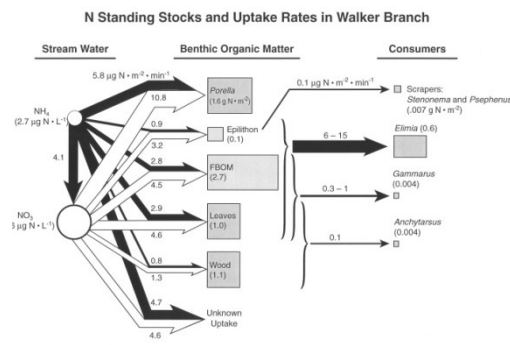 N Standing Stocks and Uptake Rates in Walker Branch
Stream Water
Benthic Organic Matter
Consumers
5.8 µg N • m⁻² • min⁻¹
10.8
Porella
(1.6 g N • m⁻²)
NH₄
(2.7 µg N • L⁻¹)
0.9
3.2
Epilithon
(0.1)
4.1
2.8
4.5
FBOM
(2.7)
NO₃
µg N • L⁻¹)
2.9
4.6
Leaves
(1.0)
0.8
1.3
Wood
(1.1)
4.7
4.6
Unknown
Uptake
0.1 µg N • m⁻² • min⁻¹
Scrapers:
Stenonema and Psephenus
(.007 g N • m⁻²)
6 – 15
Elimia (0.6)
0.3 – 1
Gammarus
(0.004)
0.1
Anchytarsus
(0.004)